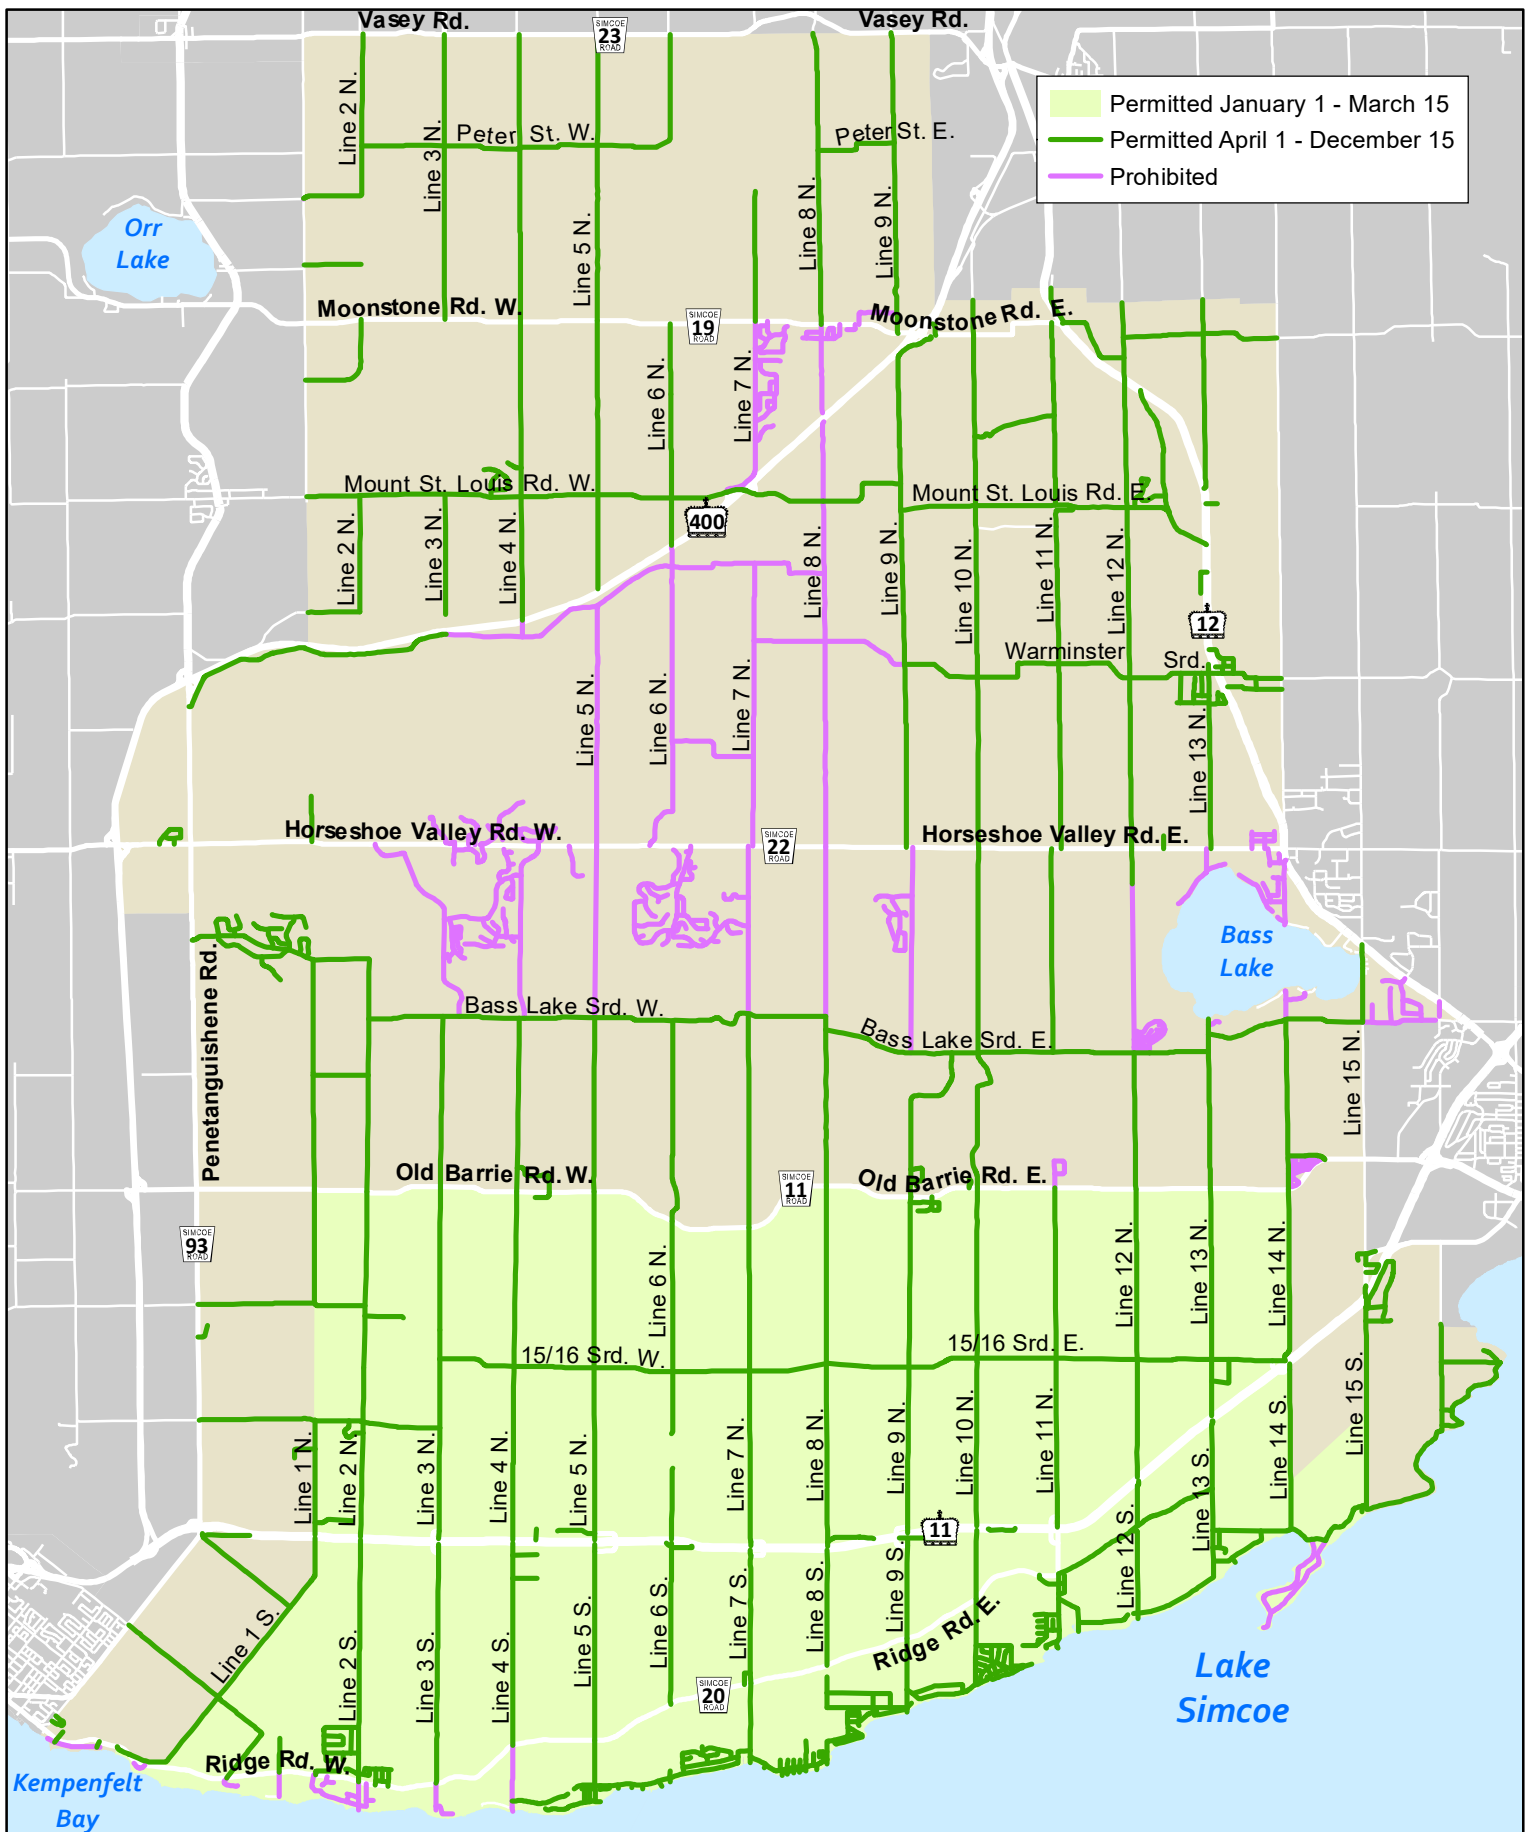 Vasey Rd.
SIMCOE
23
ROAD
Vasey Rd.
Permitted January 1 - March 15
Permitted April 1 - December 15
Prohibited
Line 2 N.
Line 3 N.
Peter St. W.
Peter St. E.
Line 5 N.
Line 8 N.
Line 9 N.
Orr
Lake
Moonstone Rd. W.
SIMCOE
19
ROAD
Moonstone Rd. E.
Line 6 N.
Line 7 N.
Mount St. Louis Rd. W.
Mount St. Louis Rd. E.
400
Line 2 N.
Line 3 N.
Line 4 N.
Line 8 N.
Line 9 N.
Line 10 N.
Line 11 N.
Line 12 N.
12
Warminster
Srd.
Line 5 N.
Line 6 N.
Line 7 N.
Line 13 N.
Horseshoe Valley Rd. W.
SIMCOE
22
ROAD
Horseshoe Valley Rd. E.
Bass
Lake
Penetanguishene Rd.
Bass Lake Srd. W.
Bass Lake Srd. E.
Line 15 N.
Old Barrie Rd. W.
SIMCOE
11
ROAD
Old Barrie Rd. E.
SIMCOE
93
ROAD
Line 6 N.
Line 12 N.
Line 13 N.
Line 14 N.
15/16 Srd. W.
15/16 Srd. E.
Line 1 N.
Line 2 N.
Line 3 N.
Line 4 N.
Line 5 N.
Line 7 N.
Line 8 N.
Line 9 N.
Line 10 N.
Line 11 N.
Line 13 S.
Line 14 S.
Line 15 S.
11
Line 12 S.
Line 1 S.
Line 2 S.
Line 3 S.
Line 4 S.
Line 5 S.
Line 6 S.
Line 7 S.
Line 8 S.
Line 9 S.
Ridge Rd. E.
SIMCOE
20
ROAD
Lake
Simcoe
Ridge Rd. W.
Kempenfelt
Bay